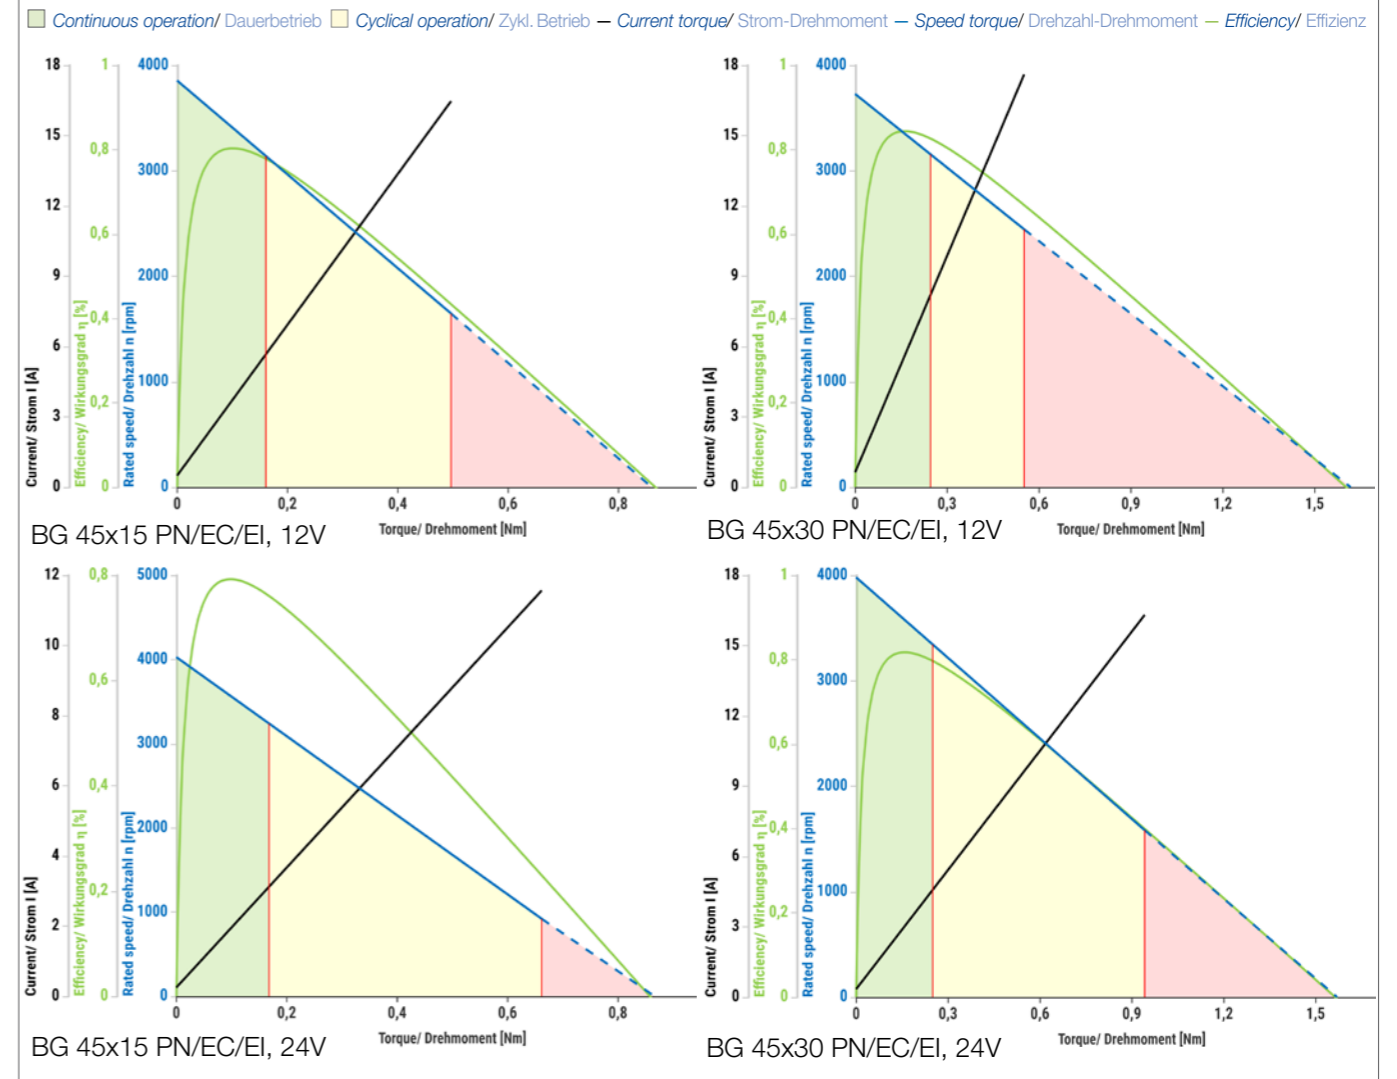 Continuous operation/ Dauerbetrieb Cyclical operation/ Zykl. Betrieb — Current torque/ Strom-Drehmoment — Speed torque/ Drehzahl-Drehmoment — Efficiency/ Effizienz
18 1 4000
15 0,8 3000
12 0,6
9 2000
0,4
6
1000
3 0,2
0 0 0
Current/ Strom I [A]
Efficiency/ Wirkungsgrad η [%]
Rated speed/ Drehzahl n [rpm]
0 0,2 0,4 0,6 0,8
Torque/ Drehmoment [Nm]
BG 45x15 PN/EC/EI, 12V
18 1 4000
15 0,8 3000
12 0,6
9 2000
0,4
6
1000
3 0,2
0 0 0
Current/ Strom I [A]
Efficiency/ Wirkungsgrad η [%]
Rated speed/ Drehzahl n [rpm]
0 0,3 0,6 0,9 1,2 1,5
Torque/ Drehmoment [Nm]
BG 45x30 PN/EC/EI, 12V
12 0,8 5000
10 4000
0,6
8 3000
6 0,4
2000
4
0,2 1000
2
0 0 0
Current/ Strom I [A]
Efficiency/ Wirkungsgrad η [%]
Rated speed/ Drehzahl n [rpm]
0 0,2 0,4 0,6 0,8
Torque/ Drehmoment [Nm]
BG 45x15 PN/EC/EI, 24V
18 1 4000
15 0,8 3000
12 0,6
9 2000
0,4
6
1000
3 0,2
0 0 0
Current/ Strom I [A]
Efficiency/ Wirkungsgrad η [%]
Rated speed/ Drehzahl n [rpm]
0 0,3 0,6 0,9 1,2 1,5
Torque/ Drehmoment [Nm]
BG 45x30 PN/EC/EI, 24V